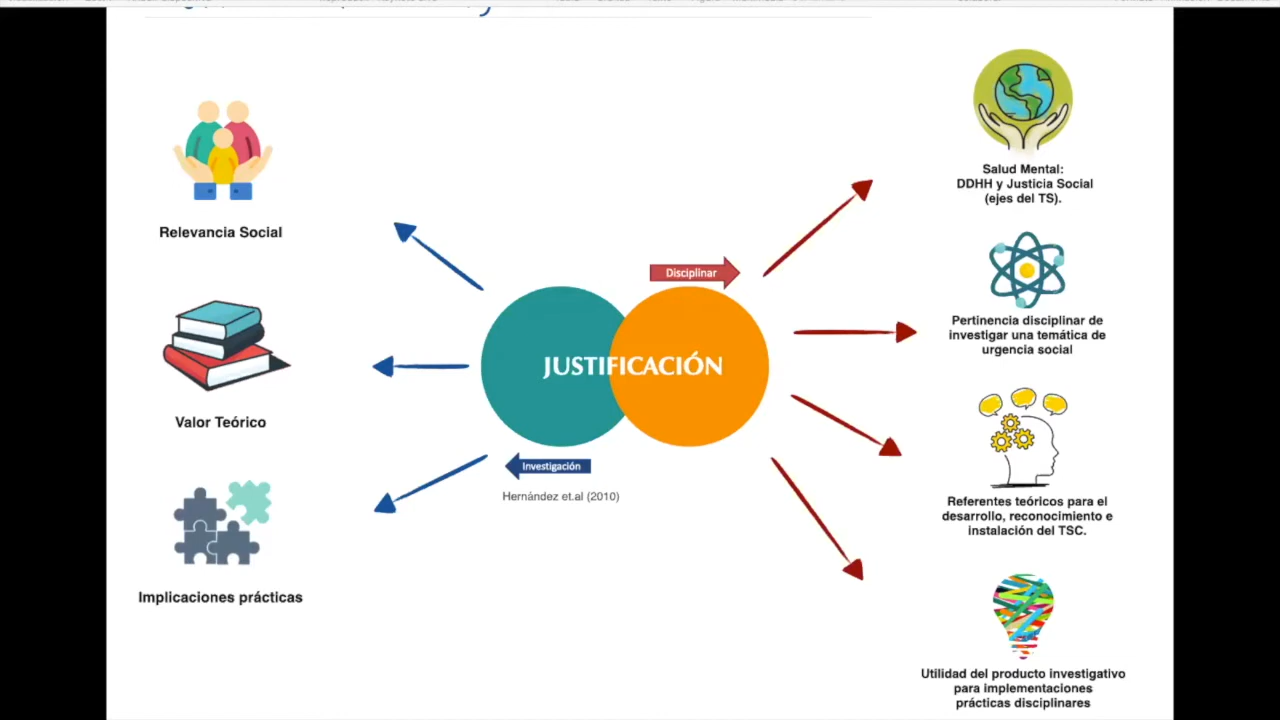 Relevancia Social
Valor Teórico
Implicaciones prácticas
Disciplinar
JUSTIFICACIÓN
Investigación
Hernández et.al (2010)
Salud Mental:
DDHH y Justicia Social
(ejes del TS).
Pertinencia disciplinar de
investigar una temática de
urgencia social
Referentes teóricos para el
desarrollo, reconocimiento e
instalación del TSC.
Utilidad del producto investigativo
para implementaciones
prácticas disciplinares